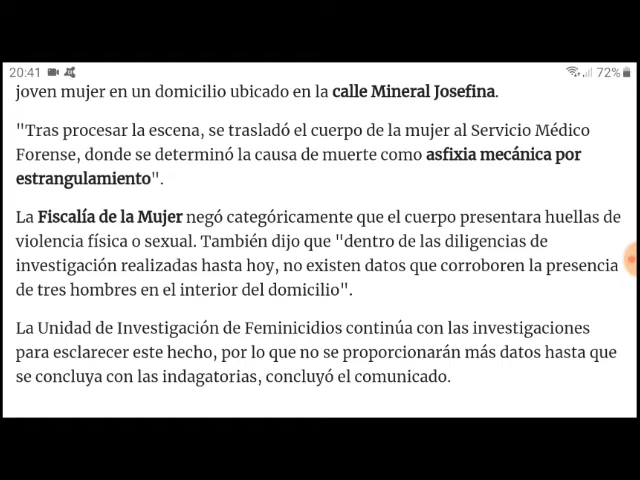 20:41 72%
joven mujer en un domicilio ubicado en la calle Mineral Josefina.
"Tras procesar la escena, se trasladó el cuerpo de la mujer al Servicio Médico
Forense, donde se determinó la causa de muerte como asfixia mecánica por
estrangulamiento".
La Fiscalía de la Mujer negó categóricamente que el cuerpo presentara huellas de
violencia física o sexual. También dijo que "dentro de las diligencias de
investigación realizadas hasta hoy, no existen datos que corroboren la presencia
de tres hombres en el interior del domicilio".
La Unidad de Investigación de Feminicidios continúa con las investigaciones
para esclarecer este hecho, por lo que no se proporcionarán más datos hasta que
se concluya con las indagatorias, concluyó el comunicado.